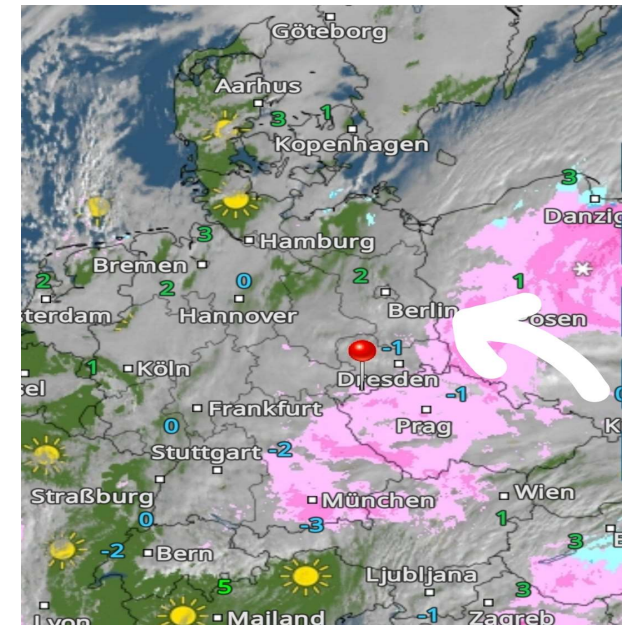 Göteborg
Aarhus
3 1
Kopenhagen
3
Danzig
3
Hamburg
Bremen
2 2 0 2 1
sterdam Hannover Berlin osen
-1
1 Köln
sel Dresden
-1 0
Frankfurt
0 Prag K
Stuttgart -2
Straßburg München Wien
0 -3 1
-2 Bern 3
E
5 Ljubljana 3
Lyon Mailand -1 Zagreb